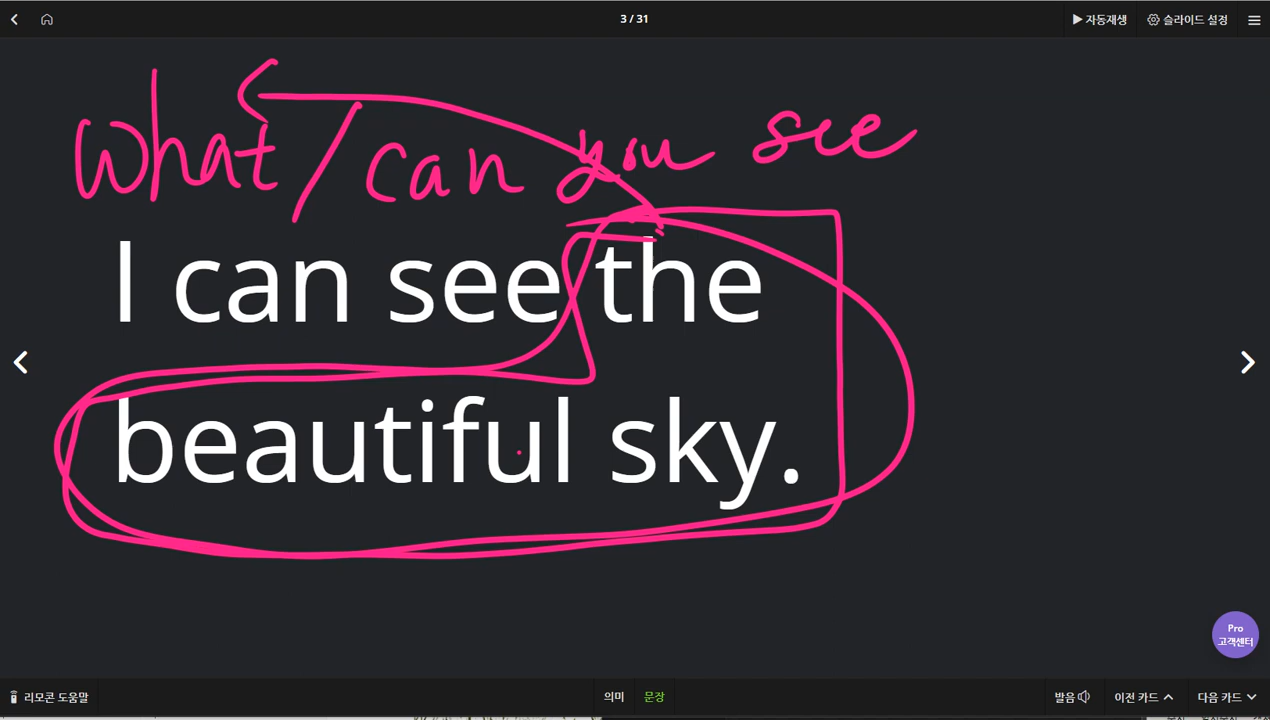 3 / 31
자동재생
슬라이드 설정
What / can you see
I can see the
beautiful sky.
Pro
고객센터
리모콘 도움말
의미
문장
발음
이전 카드
다음 카드